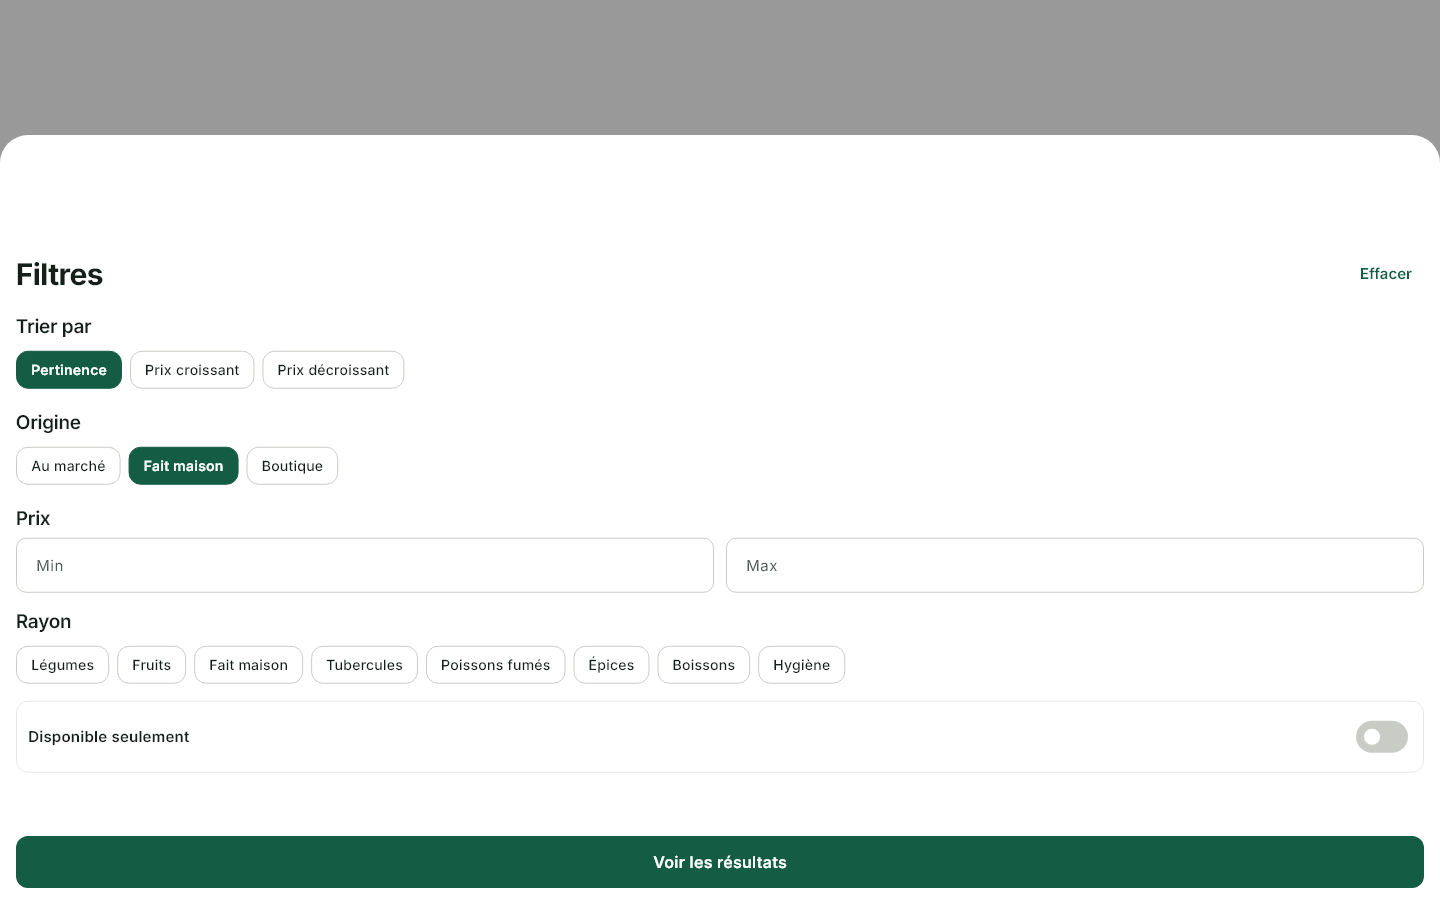 Filtres
Effacer
Trier par
Pertinence
Prix croissant
Prix décroissant
Origine
Au marché
Fait maison
Boutique
Prix
Min
Max
Rayon
Légumes
Fruits
Fait maison
Tubercules
Poissons fumés
Épices
Boissons
Hygiène
Disponible seulement
Voir les résultats